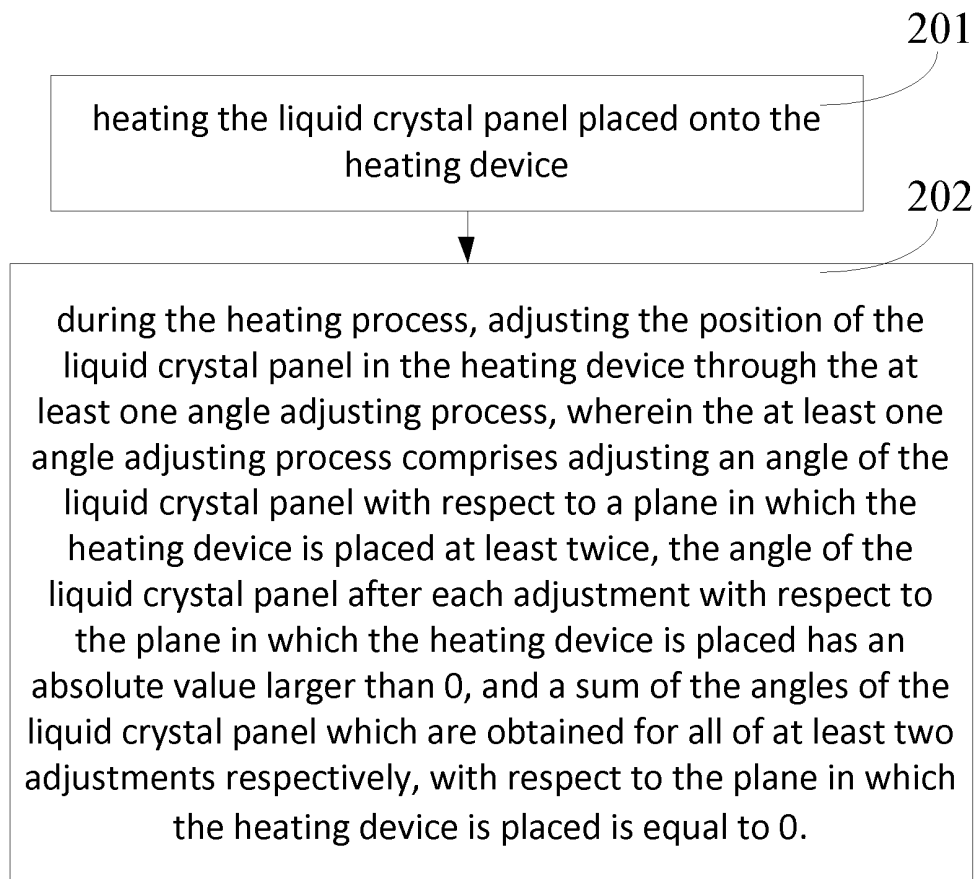 201
heating the liquid crystal panel placed onto the
heating device
202
during the heating process, adjusting the position of the
liquid crystal panel in the heating device through the at
least one angle adjusting process, wherein the at least one
angle adjusting process comprises adjusting an angle of the
liquid crystal panel with respect to a plane in which the
heating device is placed at least twice, the angle of the
liquid crystal panel after each adjustment with respect to
the plane in which the heating device is placed has an
absolute value larger than 0, and a sum of the angles of the
liquid crystal panel which are obtained for all of at least two
adjustments respectively, with respect to the plane in which
the heating device is placed is equal to 0.